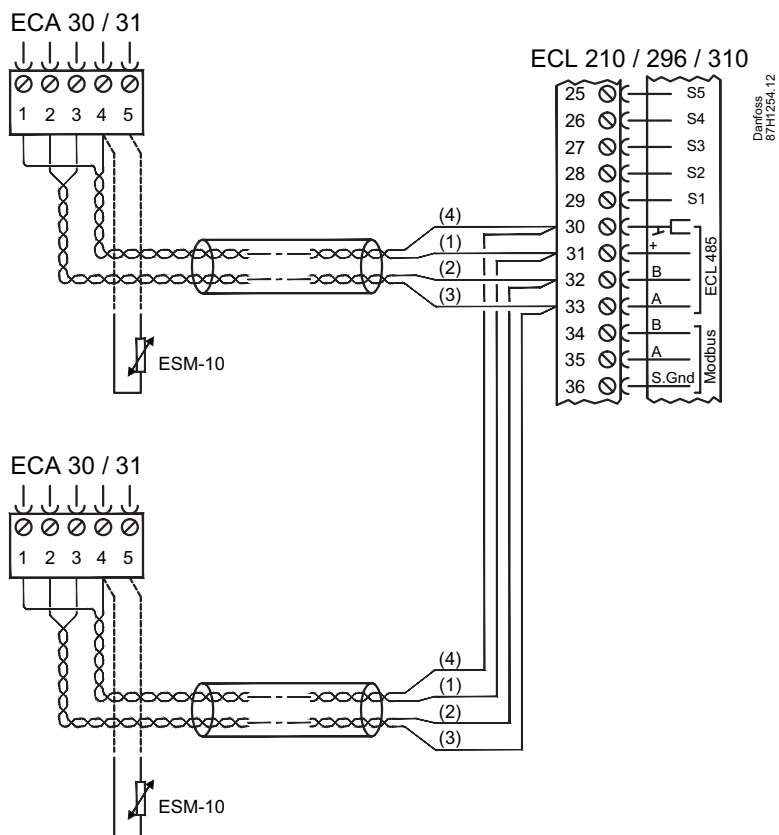 ECA 30 / 31
1 2 3 4 5
ECL 210 / 296 / 310
Danfoss
87H1254.12
25 S5
26 S4
27 S3
28 S2
29 S1
30
31 +
32 B
33 A
ECL 485
34 B
35 A
36 S.Gnd
Modbus
(4)
(1)
(2)
(3)
ESM-10
ECA 30 / 31
1 2 3 4 5
(4)
(1)
(2)
(3)
ESM-10